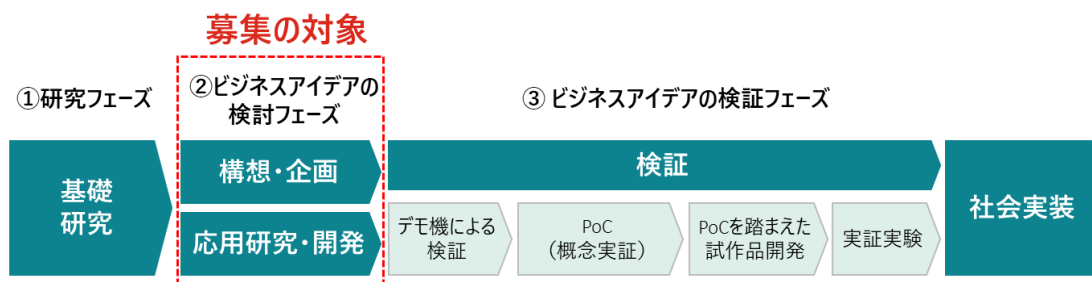 募集の対象
①研究フェーズ
②ビジネスアイデアの
検討フェーズ
③ ビジネスアイデアの検証フェーズ
基礎
研究
構想・企画
応用研究・開発
検証
デモ機による
検証
PoC
（概念実証）
PoCを踏まえた
試作品開発
実証実験
社会実装